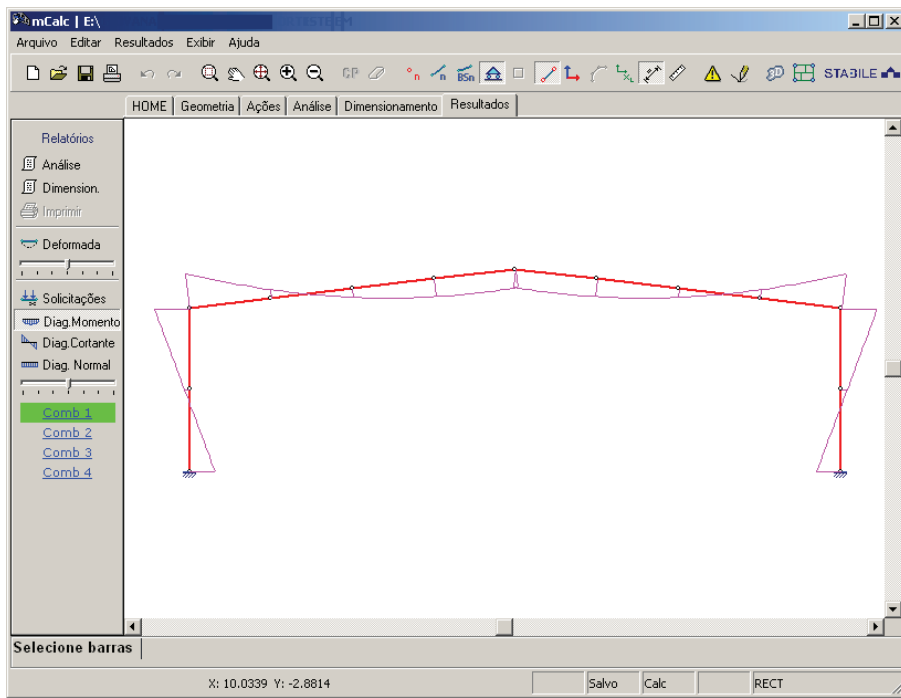 mCalc | E:\
Arquivo Editar Resultados Exibir Ajuda
STABILE
HOME Geometria Ações Análise Dimensionamento Resultados
Relatórios
Análise
Dimension.
Imprimir
Deformada
Solicitações
Diag.Momento
Diag.Cortante
Diag. Normal
Comb 1
Comb 2
Comb 3
Comb 4
Selecione barras
X: 10.0339 Y: -2.8814 Salvo Calc RECT